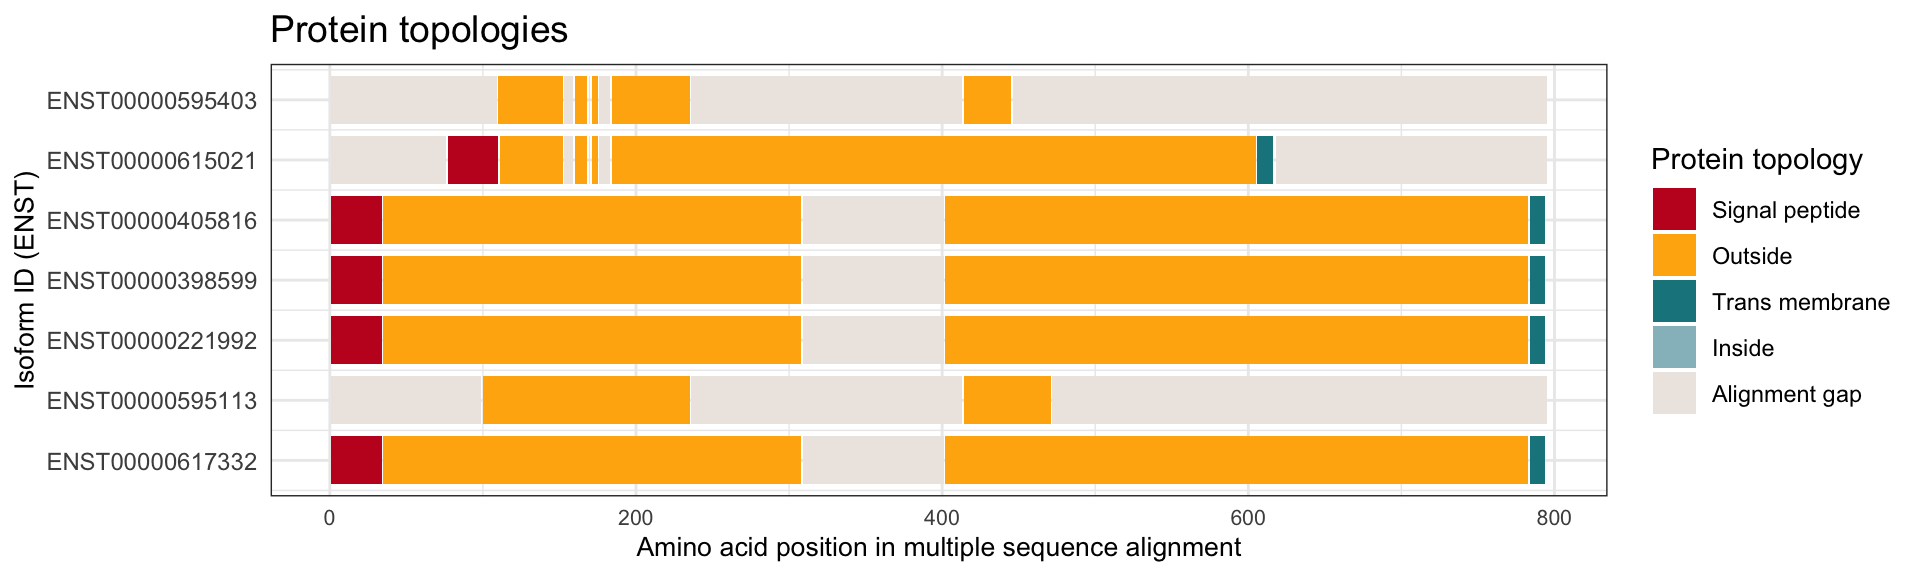 Protein topologies
Isoform ID (ENST)
ENST00000595403
ENST00000615021
ENST00000405816
ENST00000398599
ENST00000221992
ENST00000595113
ENST00000617332
0 200 400 600 800
Amino acid position in multiple sequence alignment
Protein topology
Signal peptide
Outside
Trans membrane
Inside
Alignment gap